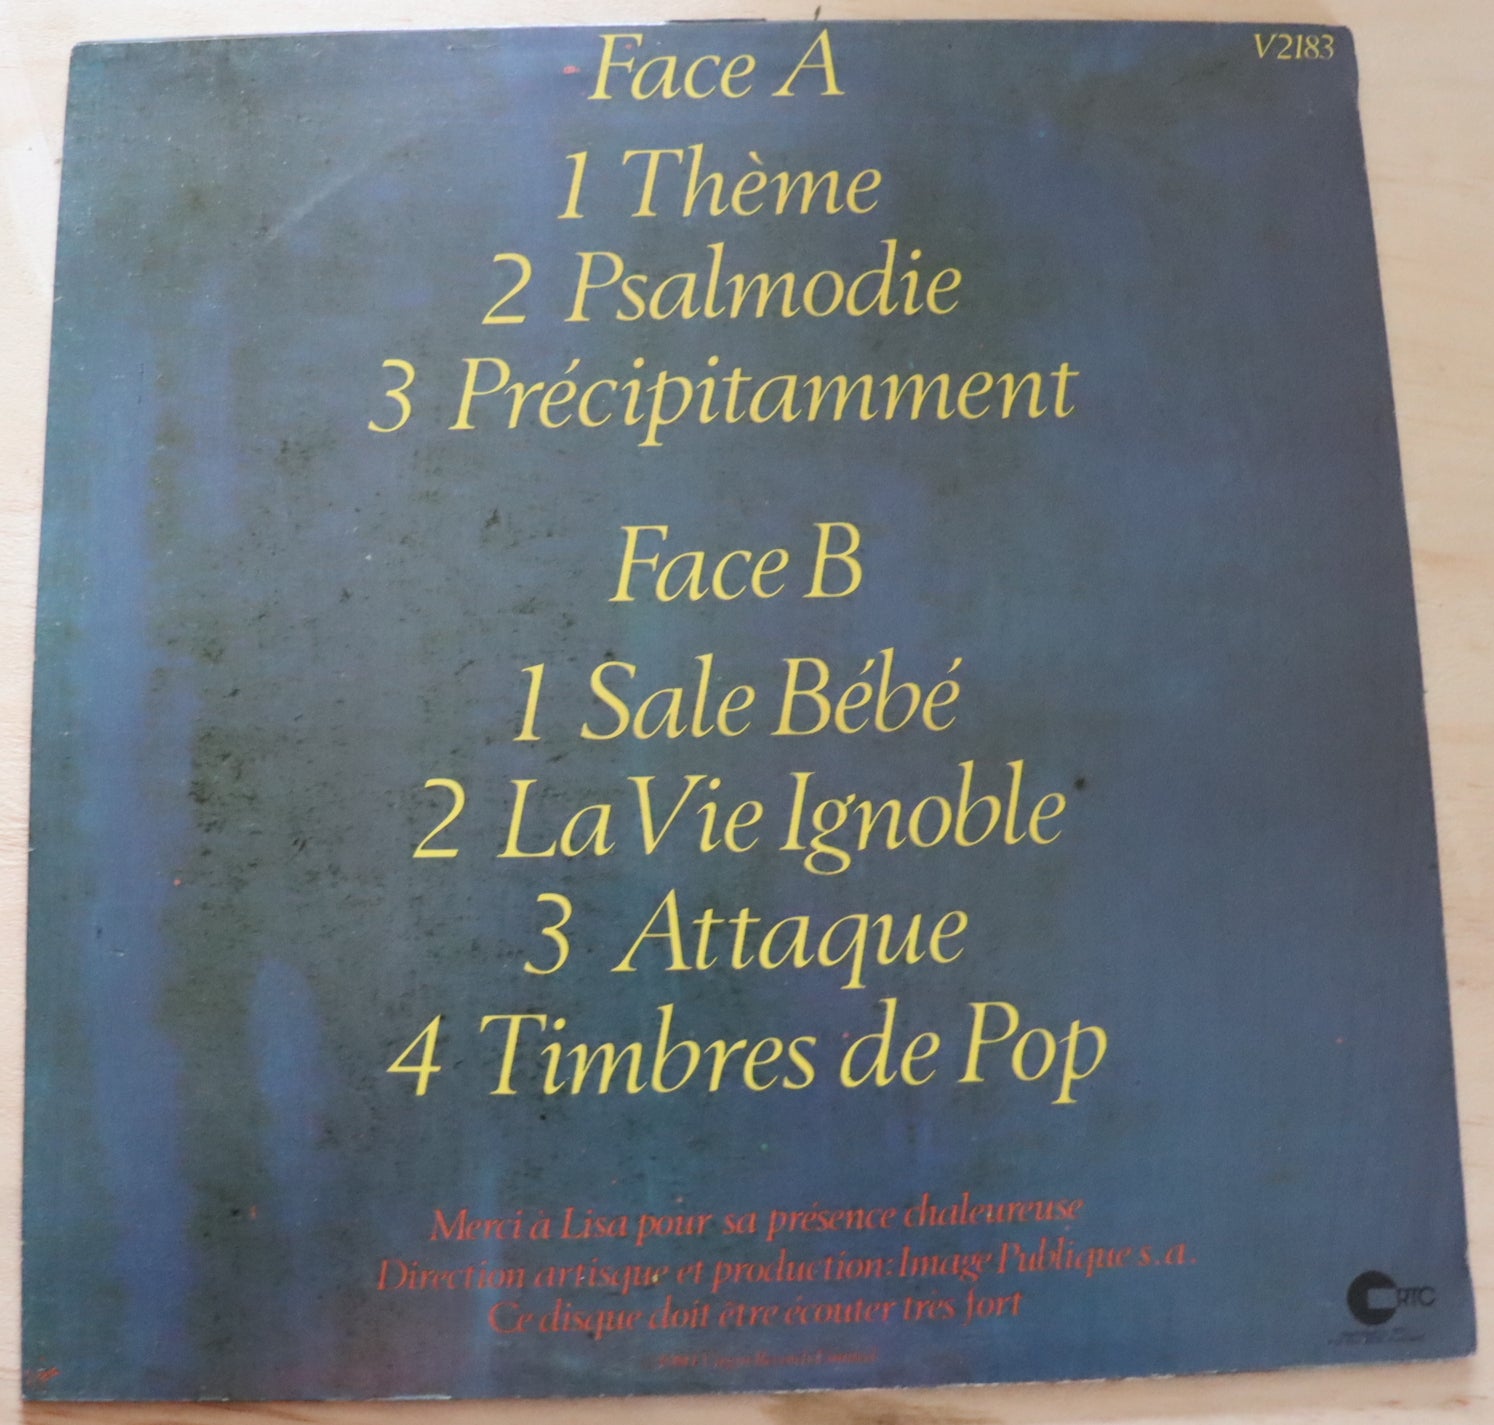 V2183
Face A
1 Thème
2 Psalmodie
3 Précipitamment
Face B
1 Sale Bébé
2 La Vie Ignoble
3 Attaque
4 Timbres de Pop
Merci à Lisa pour sa présence chaleureuse
Direction artisque et production: Image Publique s.a.
Ce disque doit être écouter très fort
RTC